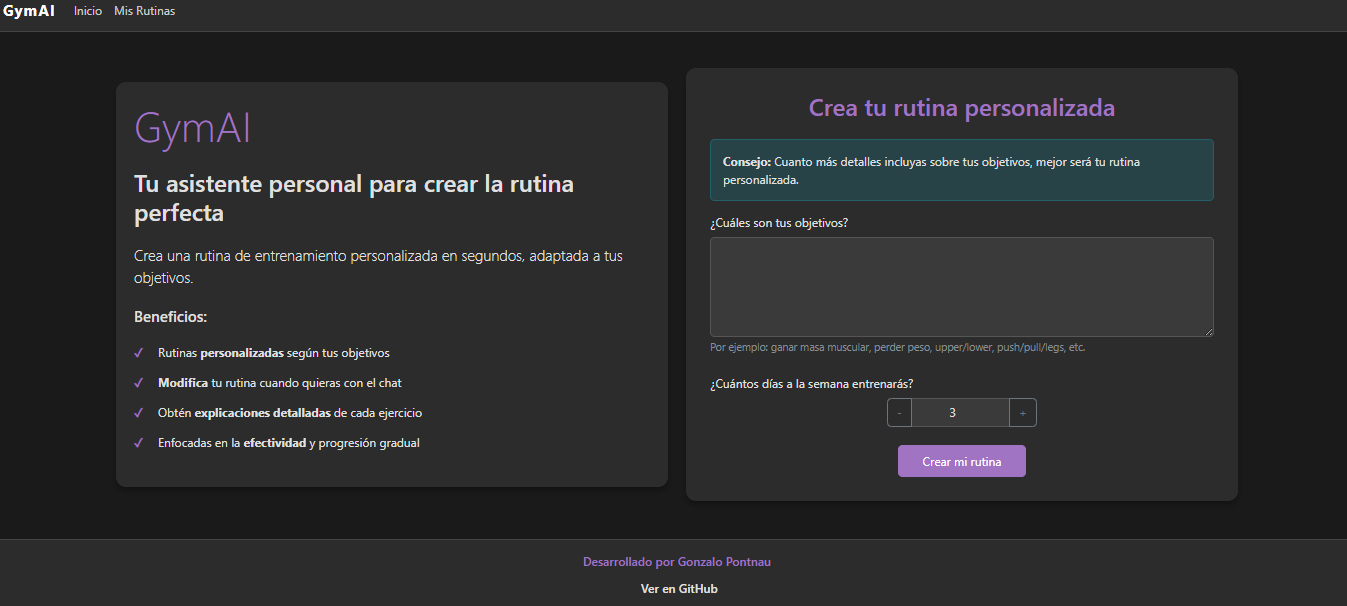 GymAI Inicio Mis Rutinas
GymAI
Tu asistente personal para crear la rutina
perfecta
Crea una rutina de entrenamiento personalizada en segundos, adaptada a tus
objetivos.
Beneficios:
✓ Rutinas personalizadas según tus objetivos
✓ Modifica tu rutina cuando quieras con el chat
✓ Obtén explicaciones detalladas de cada ejercicio
✓ Enfocadas en la efectividad y progresión gradual
Crea tu rutina personalizada
Consejo: Cuanto más detalles incluyas sobre tus objetivos, mejor será tu rutina
personalizada.
¿Cuáles son tus objetivos?
Por ejemplo: ganar masa muscular, perder peso, upper/lower, push/pull/legs, etc.
¿Cuántos días a la semana entrenarás?
- 3 +
Crear mi rutina
Desarrollado por Gonzalo Pontnau
Ver en GitHub